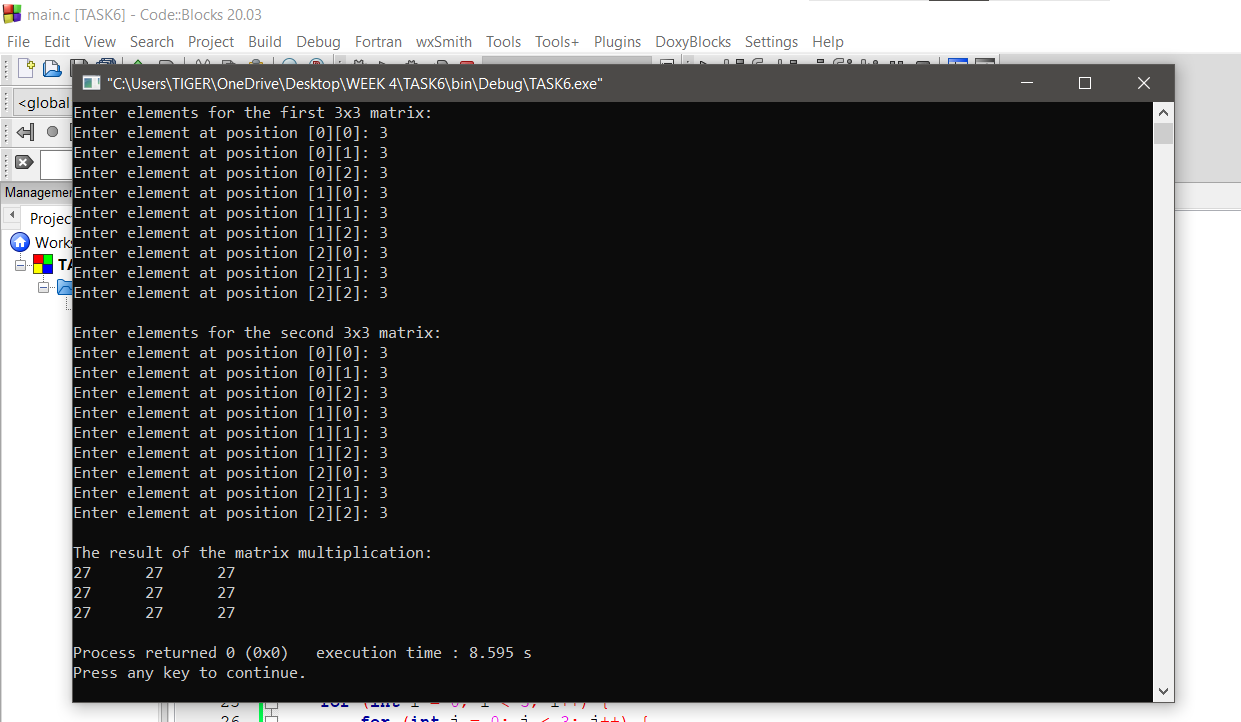 main.c [TASK6] - Code::Blocks 20.03
File Edit View Search Project Build Debug Fortran wxSmith Tools Tools+ Plugins DoxyBlocks Settings Help
"C:\Users\TIGER\OneDrive\Desktop\WEEK 4\TASK6\bin\Debug\TASK6.exe"
<global
Managemen
Projec
Works
TA
Enter elements for the first 3x3 matrix:
Enter element at position [0][0]: 3
Enter element at position [0][1]: 3
Enter element at position [0][2]: 3
Enter element at position [1][0]: 3
Enter element at position [1][1]: 3
Enter element at position [1][2]: 3
Enter element at position [2][0]: 3
Enter element at position [2][1]: 3
Enter element at position [2][2]: 3
Enter elements for the second 3x3 matrix:
Enter element at position [0][0]: 3
Enter element at position [0][1]: 3
Enter element at position [0][2]: 3
Enter element at position [1][0]: 3
Enter element at position [1][1]: 3
Enter element at position [1][2]: 3
Enter element at position [2][0]: 3
Enter element at position [2][1]: 3
Enter element at position [2][2]: 3
The result of the matrix multiplication:
27 27 27
27 27 27
27 27 27
Process returned 0 (0x0) execution time : 8.595 s
Press any key to continue.
25 for (int i = 0; i < 3; i++) {
26 for (int j = 0; j < 3; j++) {